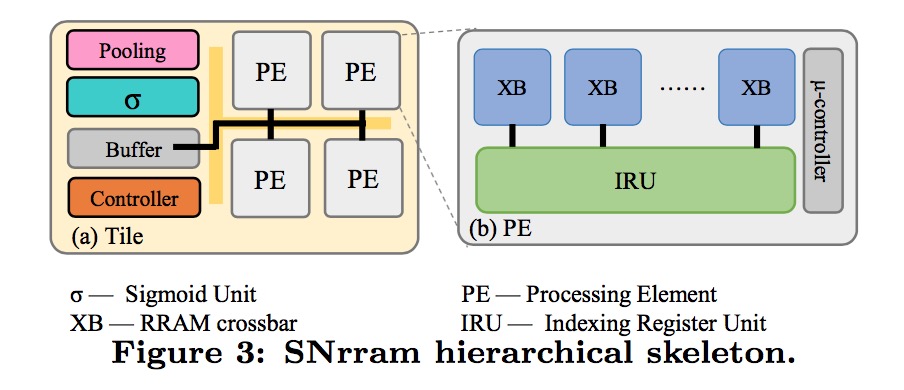 Pooling
σ
Buffer
Controller
PE PE
PE PE
(a) Tile
XB XB ...... XB
IRU
μ-controller
(b) PE
σ — Sigmoid Unit
XB — RRAM crossbar
PE — Processing Element
IRU — Indexing Register Unit
Figure 3: SNrram hierarchical skeleton.